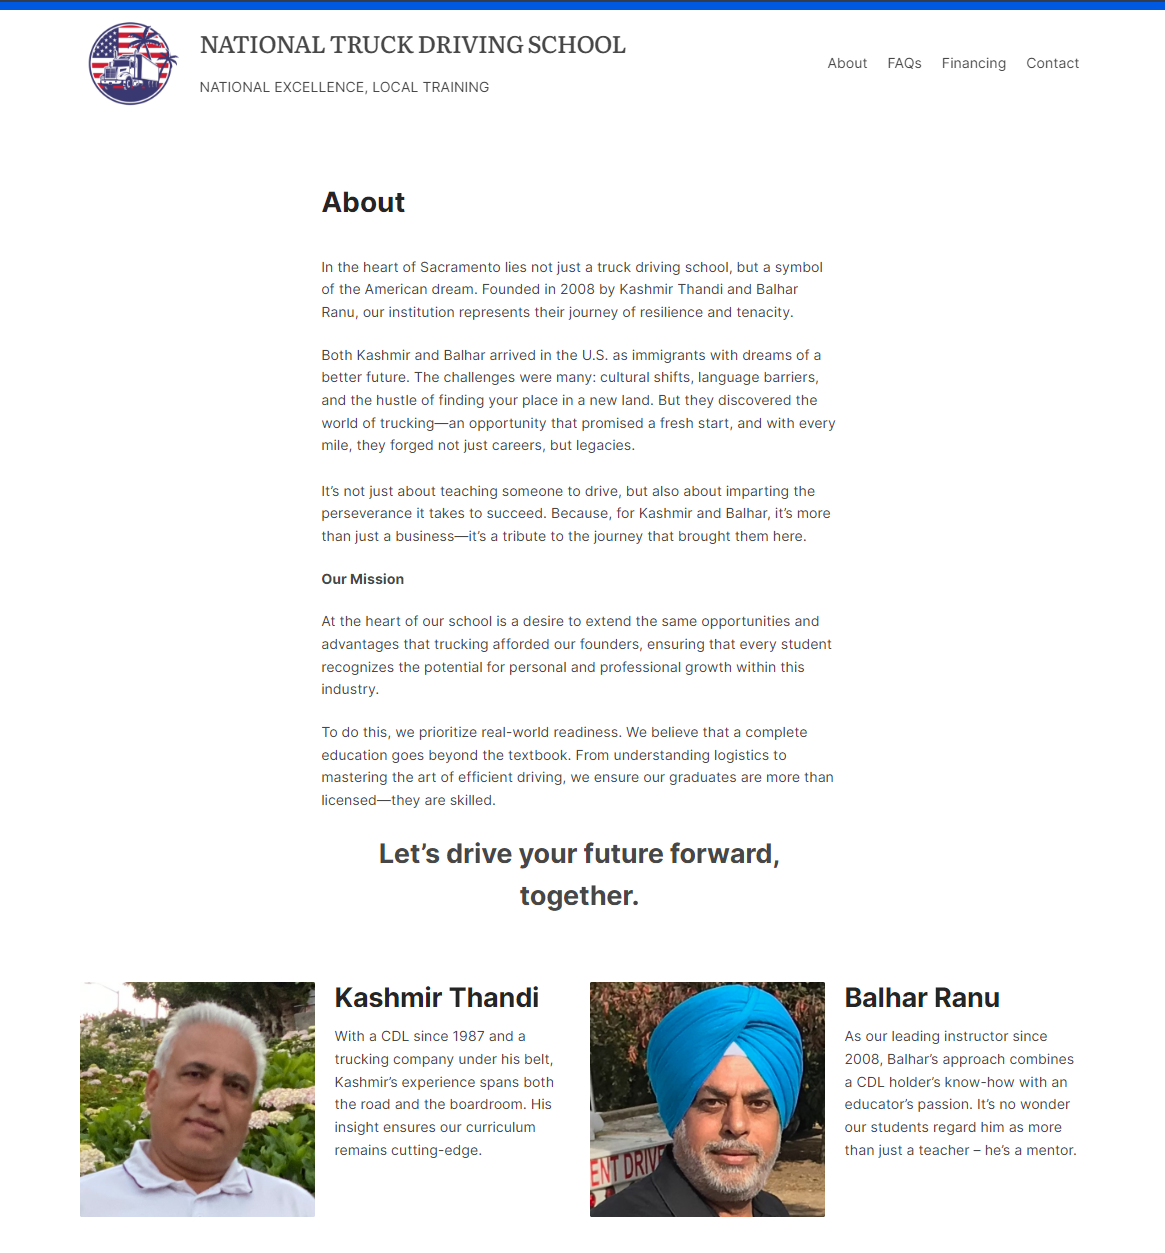 NATIONAL TRUCK DRIVING SCHOOL
NATIONAL EXCELLENCE, LOCAL TRAINING
About FAQs Financing Contact
About
In the heart of Sacramento lies not just a truck driving school, but a symbol
of the American dream. Founded in 2008 by Kashmir Thandi and Balhar
Ranu, our institution represents their journey of resilience and tenacity.
Both Kashmir and Balhar arrived in the U.S. as immigrants with dreams of a
better future. The challenges were many: cultural shifts, language barriers,
and the hustle of finding your place in a new land. But they discovered the
world of trucking—an opportunity that promised a fresh start, and with every
mile, they forged not just careers, but legacies.
It’s not just about teaching someone to drive, but also about imparting the
perseverance it takes to succeed. Because, for Kashmir and Balhar, it’s more
than just a business—it’s a tribute to the journey that brought them here.
Our Mission
At the heart of our school is a desire to extend the same opportunities and
advantages that trucking afforded our founders, ensuring that every student
recognizes the potential for personal and professional growth within this
industry.
To do this, we prioritize real-world readiness. We believe that a complete
education goes beyond the textbook. From understanding logistics to
mastering the art of efficient driving, we ensure our graduates are more than
licensed—they are skilled.
Let’s drive your future forward,
together.
Kashmir Thandi
With a CDL since 1987 and a
trucking company under his belt,
Kashmir’s experience spans both
the road and the boardroom. His
insight ensures our curriculum
remains cutting-edge.
ENT DRIV
Balhar Ranu
As our leading instructor since
2008, Balhar’s approach combines
a CDL holder’s know-how with an
educator’s passion. It’s no wonder
our students regard him as more
than just a teacher – he’s a mentor.